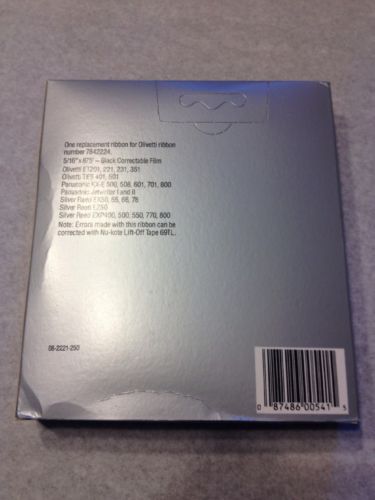 One replacement ribbon for Olivetti ribbon
number 7842224.
5/16" x 675' – Black Correctable Film
Olivetti ET201, 221, 231, 351
Olivetti TES 401, 501
Panasonic KX-E 500, 508, 601, 701, 800
Panasonic Jetwriter I and II
Silver Reed EX50, 55, 66, 78
Silver Reed EZ50
Silver Reed EXP400, 500, 550, 770, 800
Note: Errors made with this ribbon can be
corrected with Nu-kote Lift-Off Tape 69TL.
08-2221-250
0 87486 00541 5